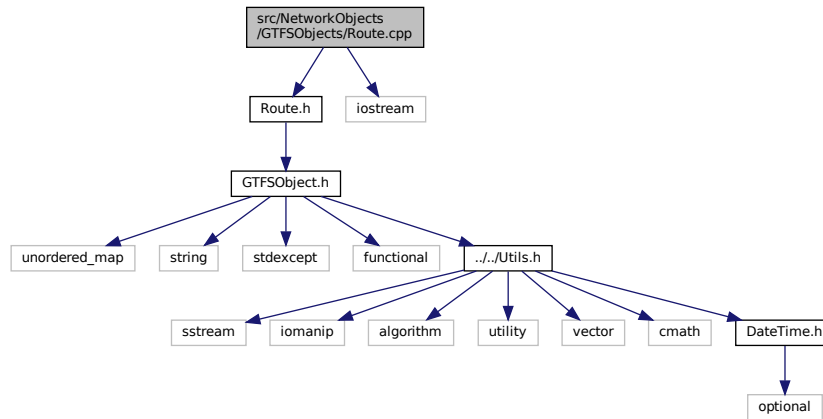 src/NetworkObjects
/GTFSObjects/Route.cpp
Route.h
iostream
GTFSObject.h
unordered_map
string
stdexcept
functional
../../Utils.h
sstream
iomanip
algorithm
utility
vector
cmath
DateTime.h
optional